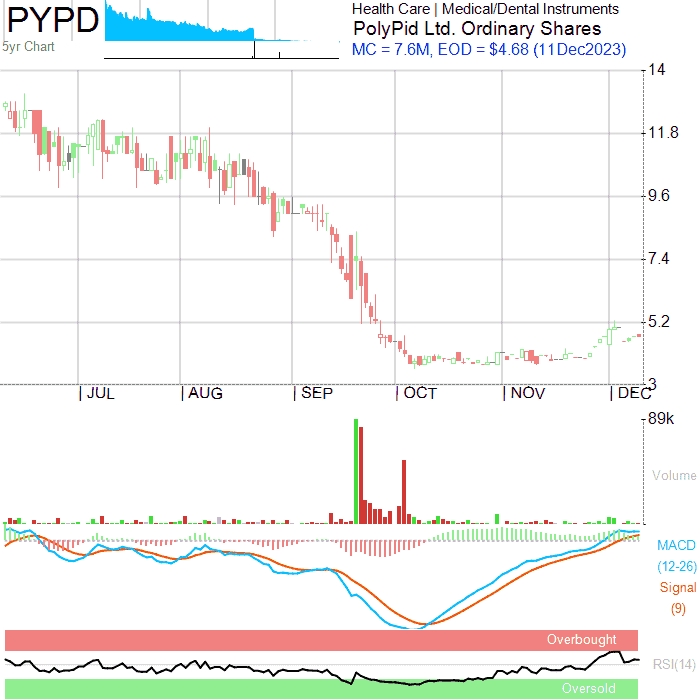 PYPD
5yr Chart
Health Care | Medical/Dental Instruments
PolyPid Ltd. Ordinary Shares
MC = 7.6M, EOD = $4.68 (11Dec2023)
14
11.8
9.6
7.4
5.2
3
| JUL | AUG | SEP | OCT | NOV | DEC
89k
Volume
MACD
(12-26)
Signal
(9)
Overbought
RSI(14)
Oversold